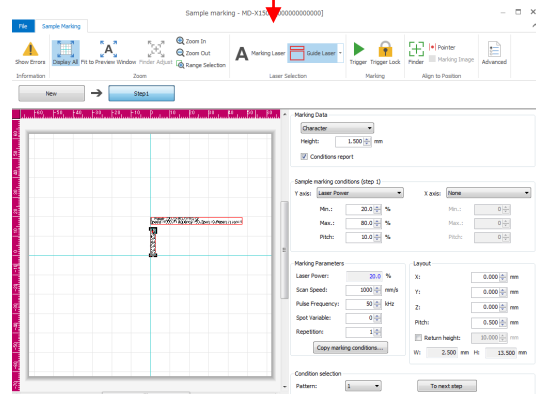 Sample marking - MD-X15
000000000000]
File
Sample Marking
Show Errors
Display All
Fit to Preview Window
Finder Adjust
Zoom In
Zoom Out
Range Selection
A Marking Laser
Guide Laser
Trigger
Trigger Lock
Finder
Pointer
Marking Image
Advanced
Information
Zoom
Laser Selection
Marking
Align to Position
New
Step1
Marking Data
Character
Height: 1.500 mm
Conditions report
Sample marking conditions (step 1)
Y axis: Laser Power X axis: None
Min.: 20.0 % Min.: 0
Max.: 80.0 % Max.: 0
Pitch: 10.0 % Pitch: 0
Marking Parameters Layout
Laser Power: 20.0 % X: 0.000 mm
Scan Speed: 1000 mm/s Y: 0.000 mm
Pulse Frequency: 50 kHz Z: 0.000 mm
Spot Variable: 0 Pitch: 0.500 mm
Repetition: 1 Return height: 10.000 mm
Copy marking conditions... W: 2.500 mm H: 13.500 mm
Condition selection
Pattern: 1 To next step